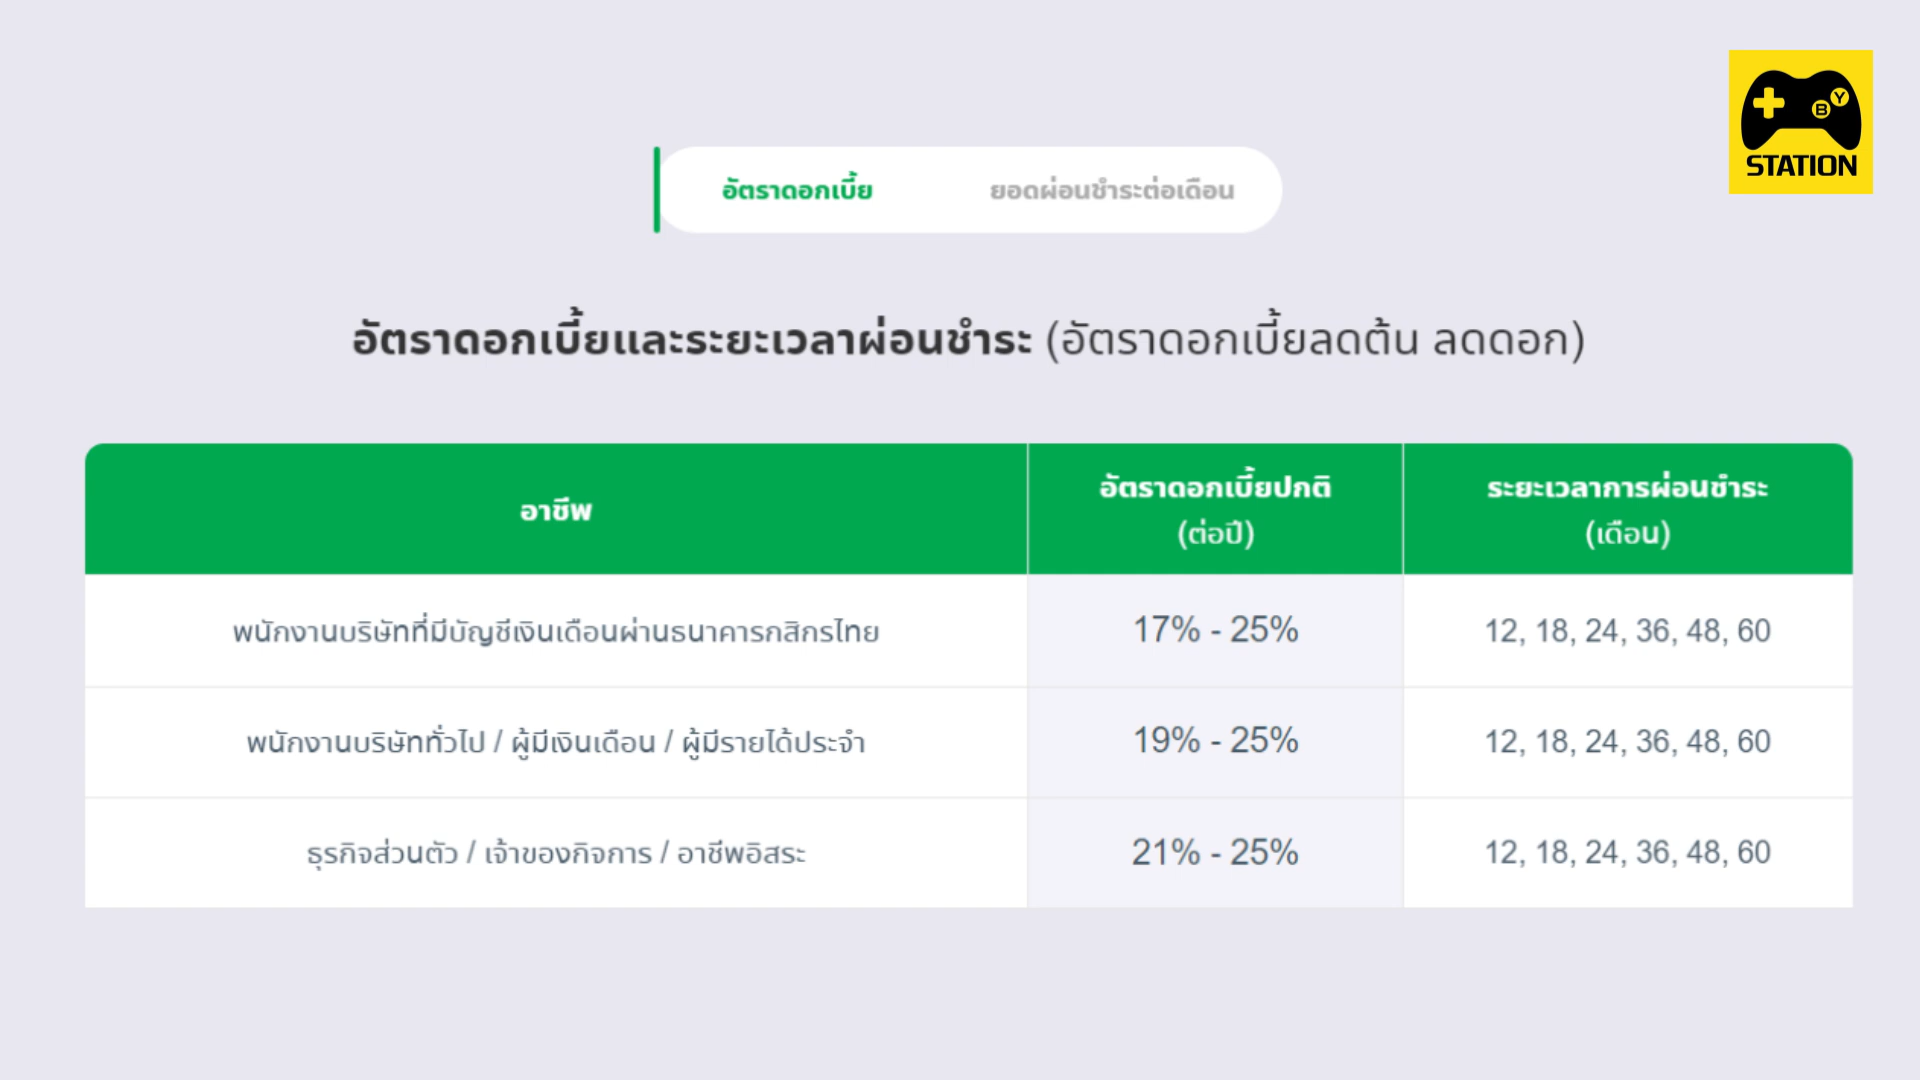 B Y
STATION
อัตราดอกเบี้ย ยอดผ่อนชำระต่อเดือน
อัตราดอกเบี้ยและระยะเวลาผ่อนชำระ (อัตราดอกเบี้ยลดต้น ลดดอก)
อาชีพ
อัตราดอกเบี้ยปกติ
(ต่อปี)
ระยะเวลาการผ่อนชำระ
(เดือน)
พนักงานบริษัทที่มีบัญชีเงินเดือนผ่านธนาคารกสิกรไทย 17% - 25% 12, 18, 24, 36, 48, 60
พนักงานบริษัททั่วไป / ผู้มีเงินเดือน / ผู้มีรายได้ประจำ 19% - 25% 12, 18, 24, 36, 48, 60
ธุรกิจส่วนตัว / เจ้าของกิจการ / อาชีพอิสระ 21% - 25% 12, 18, 24, 36, 48, 60